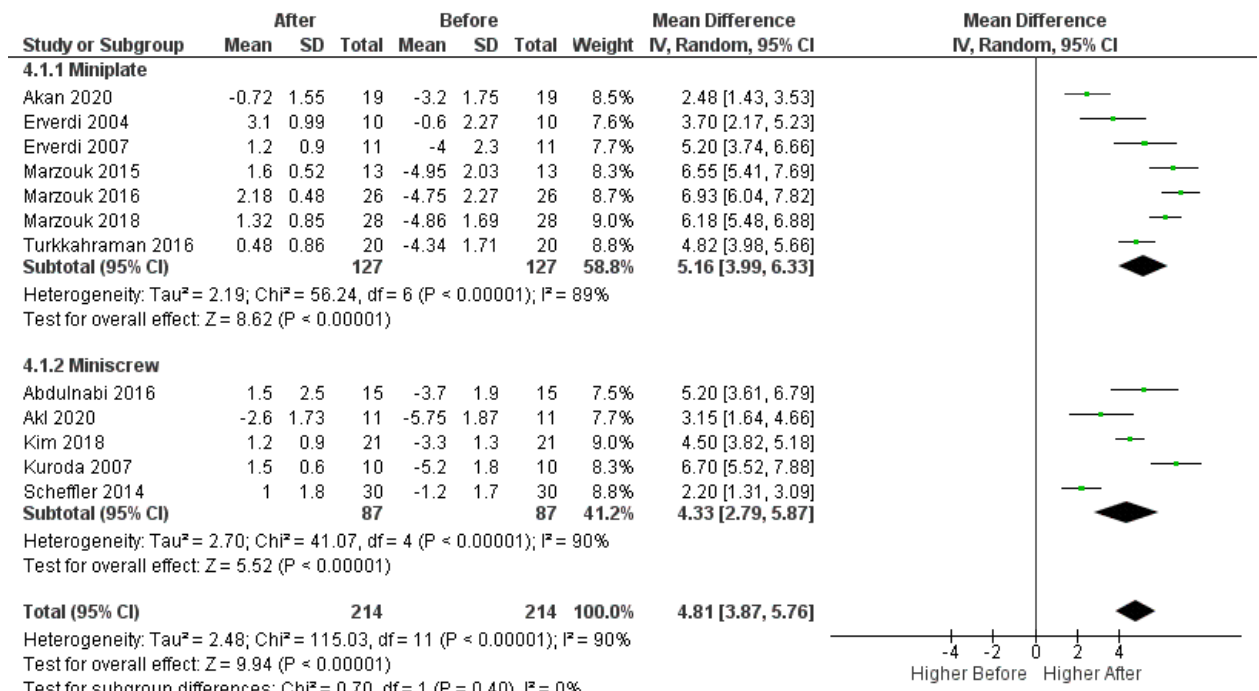 After Before Mean Difference Mean Difference
Study or Subgroup Mean SD Total Mean SD Total Weight IV, Random, 95% CI IV, Random, 95% CI
4.1.1 Miniplate
Akan 2020 -0.72 1.55 19 -3.2 1.75 19 8.5% 2.48 [1.43, 3.53]
Erverdi 2004 3.1 0.99 10 -0.6 2.27 10 7.6% 3.70 [2.17, 5.23]
Erverdi 2007 1.2 0.9 11 -4 2.3 11 7.7% 5.20 [3.74, 6.66]
Marzouk 2015 1.6 0.52 13 -4.95 2.03 13 8.3% 6.55 [5.41, 7.69]
Marzouk 2016 2.18 0.48 26 -4.75 2.27 26 8.7% 6.93 [6.04, 7.82]
Marzouk 2018 1.32 0.85 28 -4.86 1.69 28 9.0% 6.18 [5.48, 6.88]
Turkkahraman 2016 0.48 0.86 20 -4.34 1.71 20 8.8% 4.82 [3.98, 5.66]
Subtotal (95% CI) 127 127 58.8% 5.16 [3.99, 6.33]
Heterogeneity: Tau² = 2.19; Chi² = 56.24, df = 6 (P < 0.00001); I² = 89%
Test for overall effect: Z = 8.62 (P < 0.00001)
4.1.2 Miniscrew
Abdulnabi 2016 1.5 2.5 15 -3.7 1.9 15 7.5% 5.20 [3.61, 6.79]
Akl 2020 -2.6 1.73 11 -5.75 1.87 11 7.7% 3.15 [1.64, 4.66]
Kim 2018 1.2 0.9 21 -3.3 1.3 21 9.0% 4.50 [3.82, 5.18]
Kuroda 2007 1.5 0.6 10 -5.2 1.8 10 8.3% 6.70 [5.52, 7.88]
Scheffler 2014 1 1.8 30 -1.2 1.7 30 8.8% 2.20 [1.31, 3.09]
Subtotal (95% CI) 87 87 41.2% 4.33 [2.79, 5.87]
Heterogeneity: Tau² = 2.70; Chi² = 41.07, df = 4 (P < 0.00001); I² = 90%
Test for overall effect: Z = 5.52 (P < 0.00001)
Total (95% CI) 214 214 100.0% 4.81 [3.87, 5.76]
Heterogeneity: Tau² = 2.48; Chi² = 115.03, df = 11 (P < 0.00001); I² = 90%
Test for overall effect: Z = 9.94 (P < 0.00001)
Test for subgroup differences: Chi² = 0.70, df = 1 (P = 0.40), I² = 0%
-4 -2 0 2 4
Higher Before Higher After